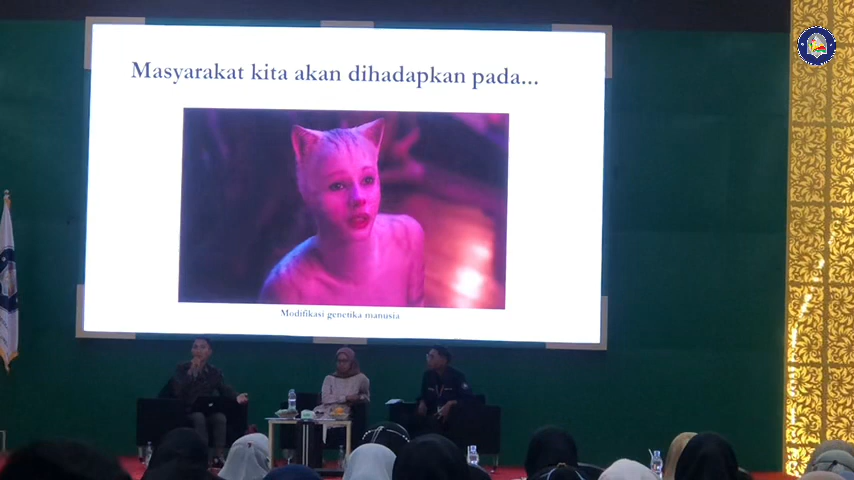 Masyarakat kita akan dihadapkan pada...
Modifikasi genetika manusia